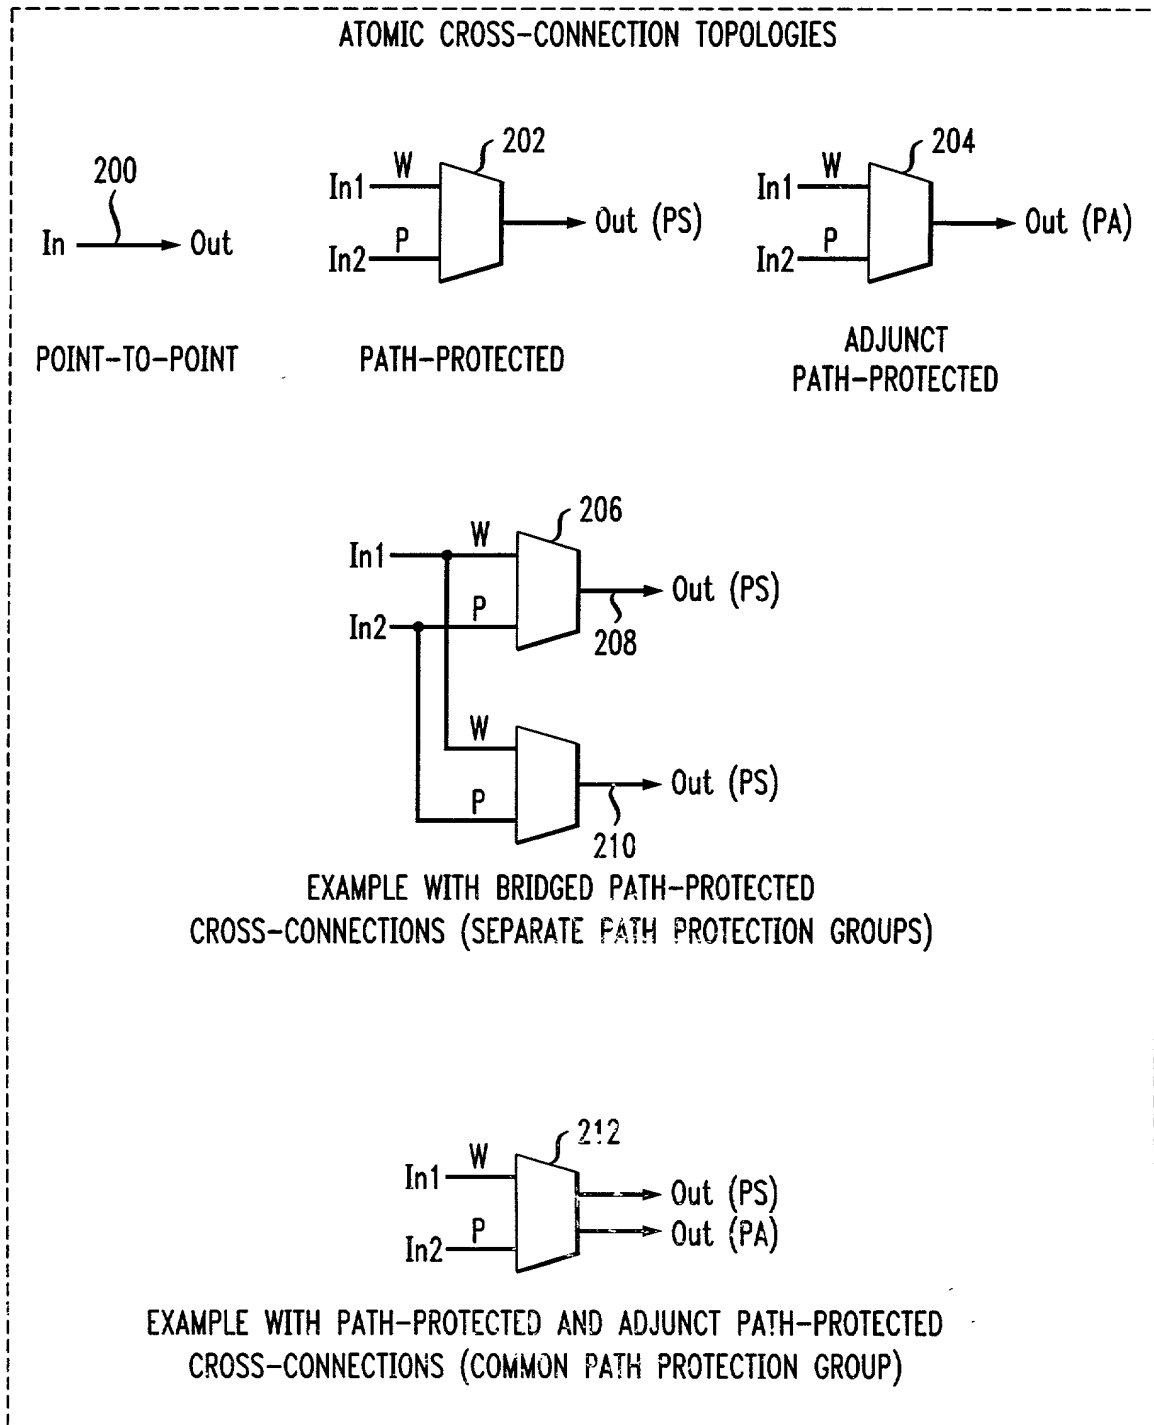 ATOMIC CROSS-CONNECTION TOPOLOGIES
200
In
Out
POINT-TO-POINT
202
W
In1
P
In2
Out (PS)
PATH-PROTECTED
204
W
In1
P
In2
Out (PA)
ADJUNCT
PATH-PROTECTED
206
W
In1
P
In2
Out (PS)
208
W
P
Out (PS)
210
EXAMPLE WITH BRIDGED PATH-PROTECTED
CROSS-CONNECTIONS (SEPARATE PATH PROTECTION GROUPS)
212
W
In1
P
In2
Out (PS)
Out (PA)
EXAMPLE WITH PATH-PROTECTED AND ADJUNCT PATH-PROTECTED
CROSS-CONNECTIONS (COMMON PATH PROTECTION GROUP)